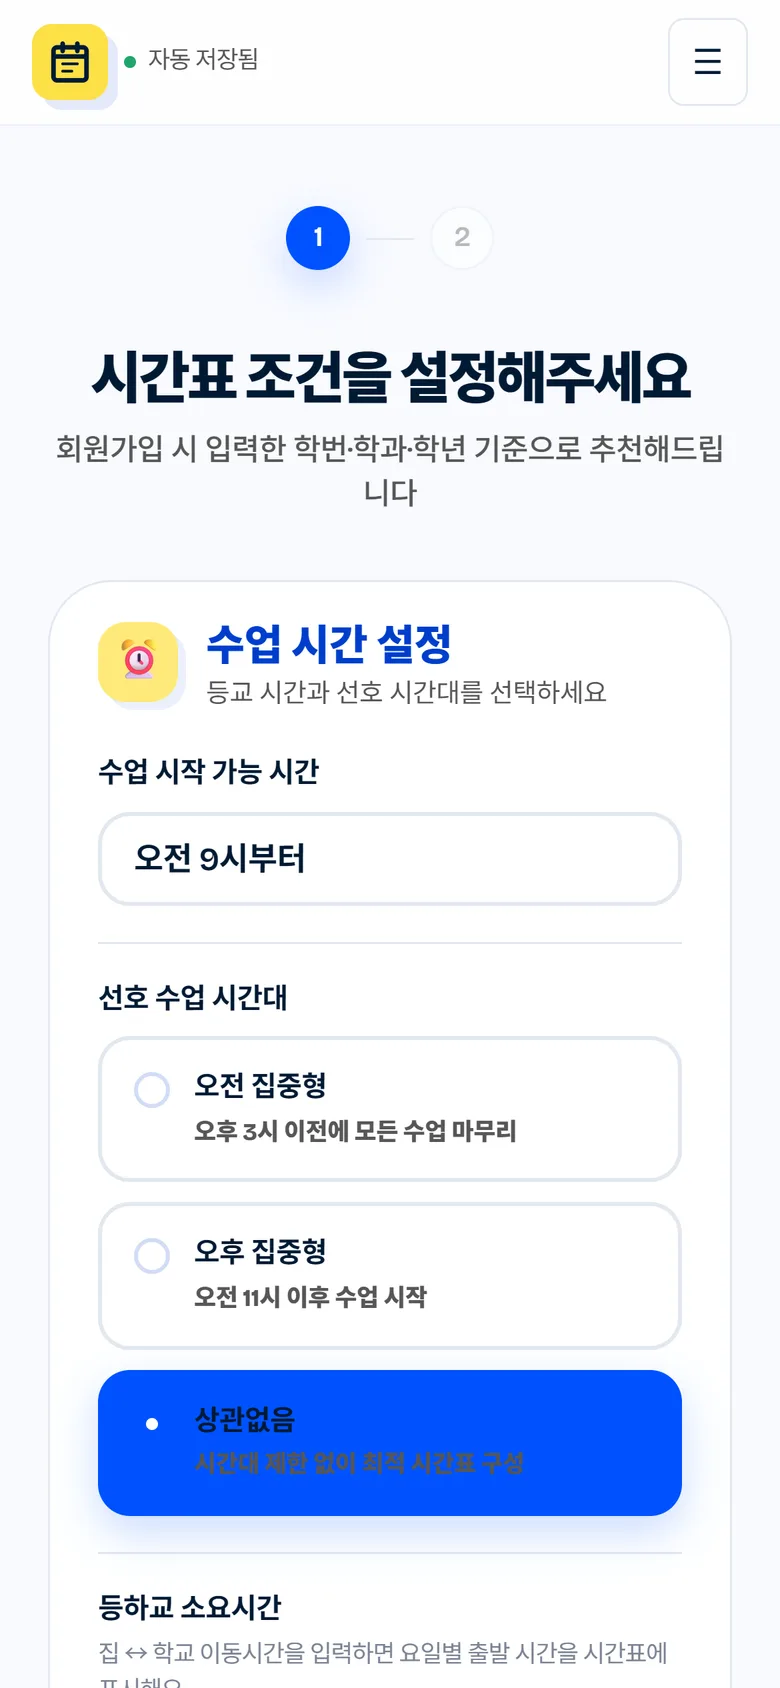 자동 저장됨
☰
1
2
시간표 조건을 설정해주세요
회원가입 시 입력한 학번·학과·학년 기준으로 추천해드립
니다
수업 시간 설정
등교 시간과 선호 시간대를 선택하세요
수업 시작 가능 시간
오전 9시부터
선호 수업 시간대
오전 집중형
오후 3시 이전에 모든 수업 마무리
오후 집중형
오전 11시 이후 수업 시작
상관없음
시간대 제한 없이 최적 시간표 구성
등하교 소요시간
집 ↔ 학교 이동시간을 입력하면 요일별 출발 시간을 시간표에
표시해요